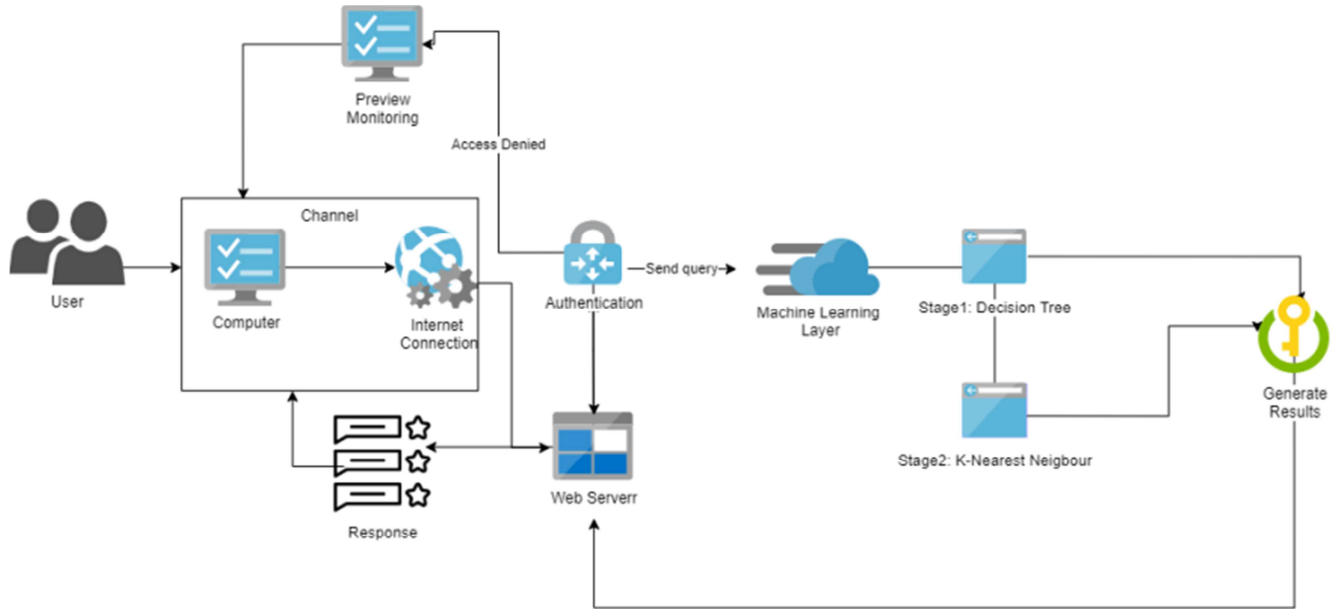 Preview
Monitoring
Access Denied
Channel
User
Computer
Internet
Connection
Authentication
Send query
Machine Learning
Layer
Stage1: Decision Tree
Generate
Results
Stage2: K-Nearest Neigbour
Web Serverr
Response